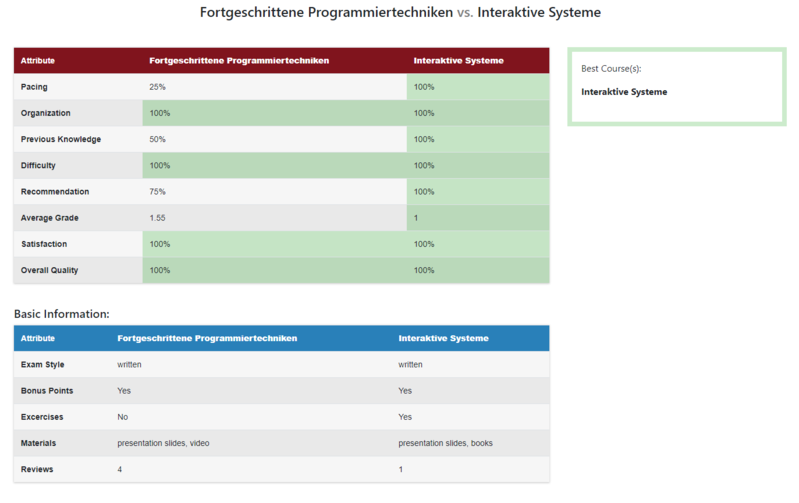 Fortgeschrittene Programmiertechniken vs. Interaktive Systeme
Attribute Fortgeschrittene Programmiertechniken Interaktive Systeme
Pacing 25% 100%
Organization 100% 100%
Previous Knowledge 50% 100%
Difficulty 100% 100%
Recommendation 75% 100%
Average Grade 1.55 1
Satisfaction 100% 100%
Overall Quality 100% 100%
Best Course(s):
Interaktive Systeme
Basic Information:
Attribute Fortgeschrittene Programmiertechniken Interaktive Systeme
Exam Style written written
Bonus Points Yes Yes
Excercises No Yes
Materials presentation slides, video presentation slides, books
Reviews 4 1